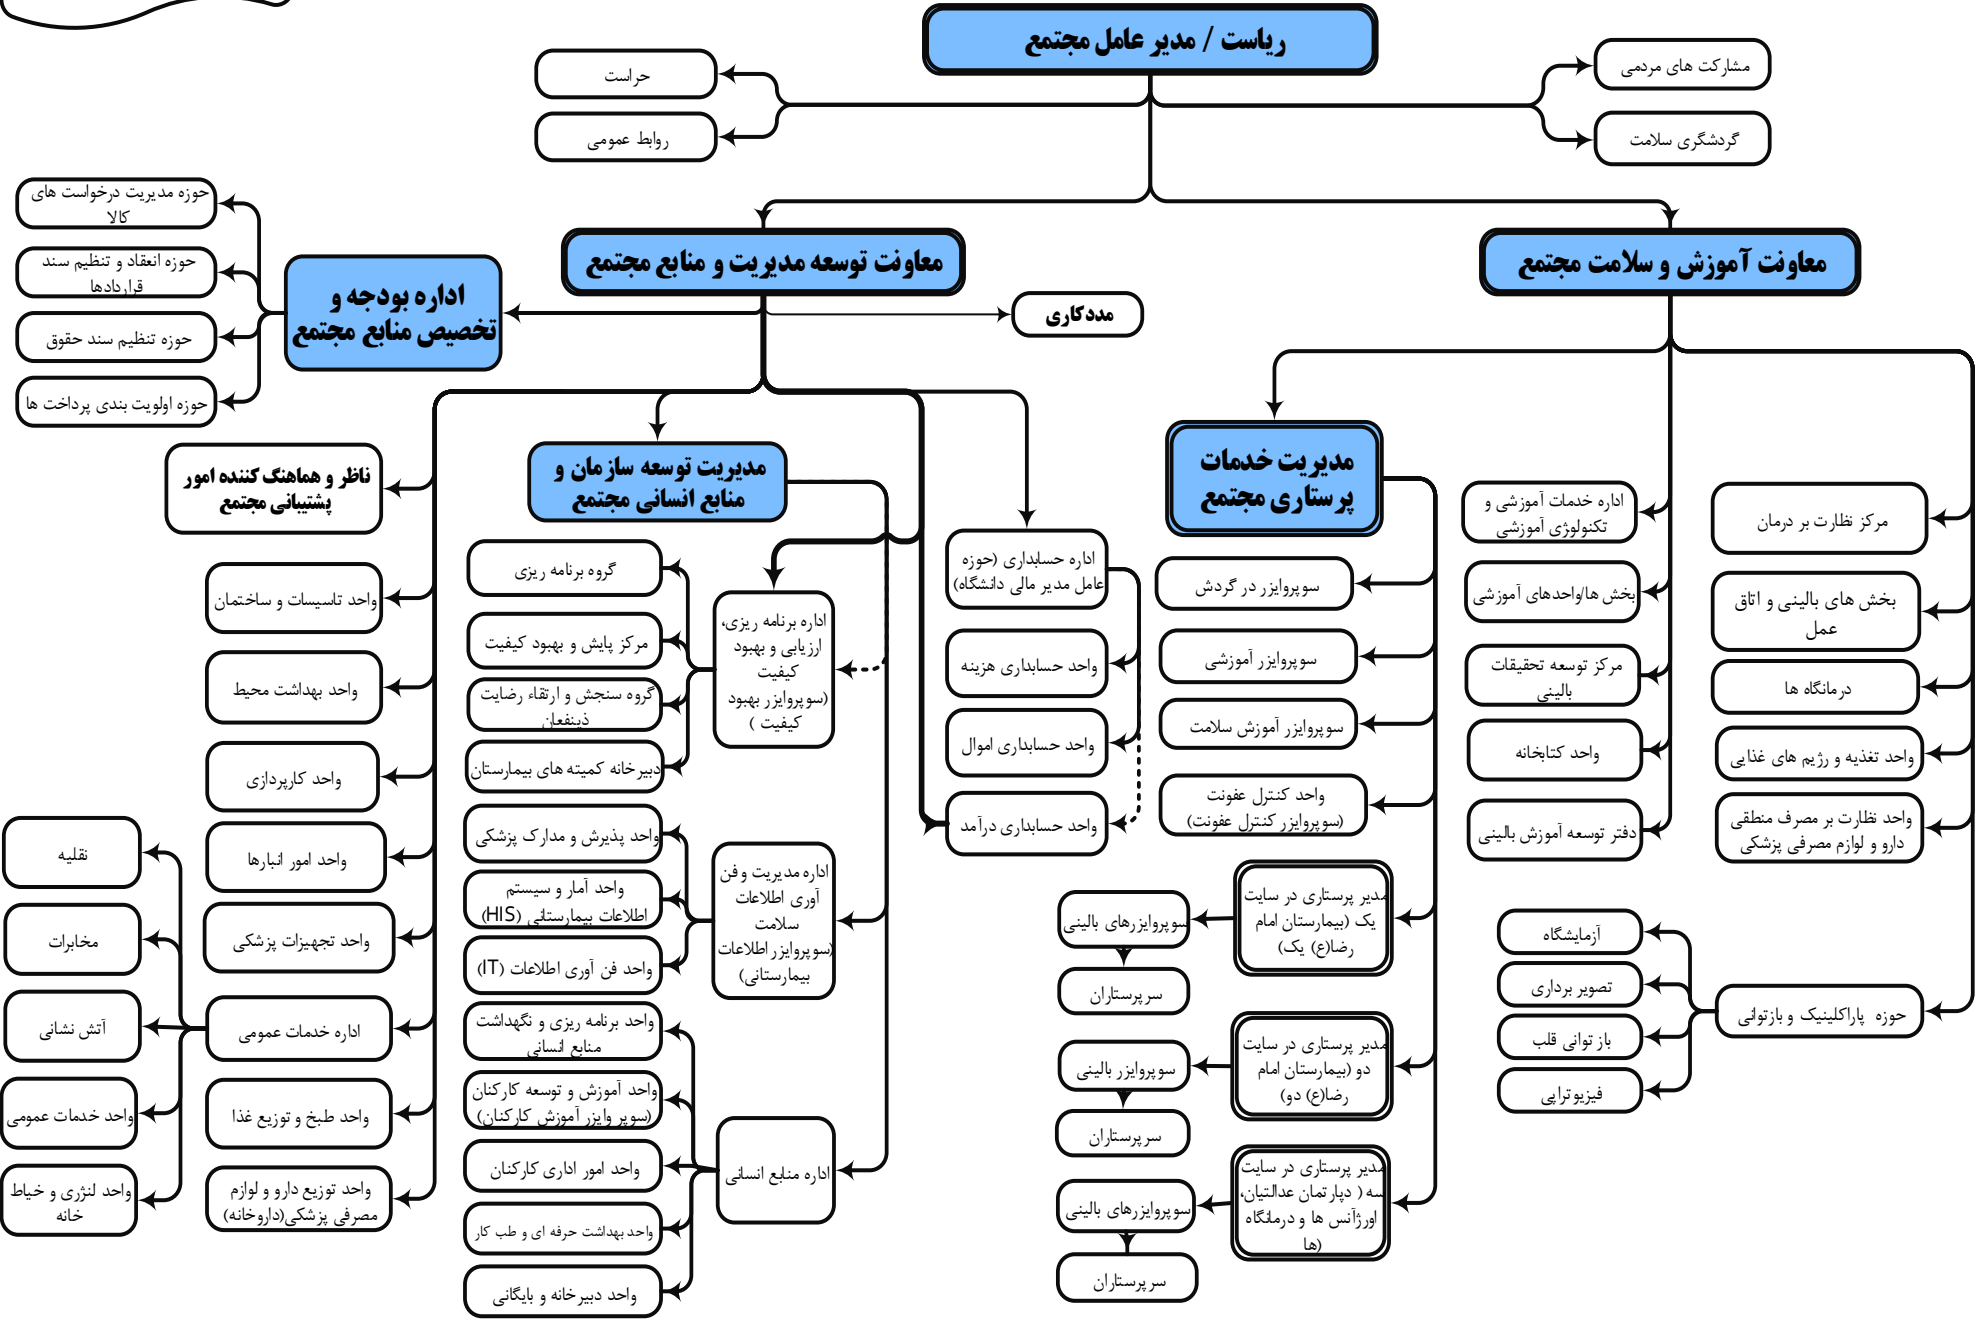 ریاست / مدیر عامل مجتمع
حراست
روابط عمومی
مشارکت های مردمی
گردشگری سلامت
معاونت توسعه مدیریت و منابع مجتمع
معاونت آموزش و سلامت مجتمع
مددکاری
اداره بودجه و
تخصیص منابع مجتمع
حوزه مدیریت درخواست های
کالا
حوزه انعقاد و تنظیم سند
قراردادها
حوزه تنظیم سند حقوق
حوزه اولویت بندی پرداخت ها
مدیریت خدمات
پرستاری مجتمع
مدیریت توسعه سازمان و
منابع انسانی مجتمع
ناظر و هماهنگ کننده امور
پشتیبانی مجتمع
مرکز نظارت بر درمان
بخش های بالینی و اتاق
عمل
درمانگاه ها
واحد تغذیه و رژیم های غذایی
واحد نظارت بر مصرف منطقی
دارو و لوازم مصرفی پزشکی
حوزه پاراکلینیک و بازتوانی
آزمایشگاه
تصویر برداری
باز توانی قلب
فیزیوتراپی
اداره خدمات آموزشی و
تکنولوژی آموزشی
بخش ها/واحدهای آموزشی
مرکز توسعه تحقیقات
بالینی
واحد کتابخانه
دفتر توسعه آموزش بالینی
سوپروایزر در گردش
سوپروایزر آموزشی
سوپروایزر آموزش سلامت
واحد کنترل عفونت
(سوپروایزر کنترل عفونت)
مدیر پرستاری در سایت
یک (بیمارستان امام
رضا(ع) یک)
سوپروایزرهای بالینی
سرپرستاران
مدیر پرستاری در سایت
دو (بیمارستان امام
رضا(ع) دو)
سوپروایزر بالینی
سرپرستاران
مدیر پرستاری در سایت
سه ( دپارتمان عدالتیان،
اورژآنس ها و درمانگاه
ها)
سوپروایزرهای بالینی
سرپرستاران
اداره حسابداری (حوزه
عامل مدیر مالی دانشگاه)
واحد حسابداری هزینه
واحد حسابداری اموال
واحد حسابداری درآمد
اداره برنامه ریزی،
ارزیابی و بهبود
کیفیت
(سوپروایزر بهبود
کیفیت )
گروه برنامه ریزی
مرکز پایش و بهبود کیفیت
گروه سنجش و ارتقاء رضایت
ذینفعان
دبیرخانه کمیته های بیمارستان
اداره مدیریت و فن
آوری اطلاعات
سلامت
(سوپروایزر اطلاعات
بیمارستانی)
واحد پذیرش و مدارک پزشکی
واحد آمار و سیستم
اطلاعات بیمارستانی (HIS)
واحد فن آوری اطلاعات (IT)
اداره منابع انسانی
واحد برنامه ریزی و نگهداشت
منابع انسانی
واحد آموزش و توسعه کارکنان
(سوپر وایزر آموزش کارکنان)
واحد امور اداری کارکنان
واحد بهداشت حرفه ای و طب کار
واحد دبیرخانه و بایگانی
واحد تاسیسات و ساختمان
واحد بهداشت محیط
واحد کارپردازی
واحد امور انبارها
واحد تجهیزات پزشکی
اداره خدمات عمومی
واحد طبخ و توزیع غذا
واحد توزیع دارو و لوازم
مصرفی پزشکی(داروخانه)
نقلیه
مخابرات
آتش نشانی
واحد خدمات عمومی
واحد لنژری و خیاط
خانه